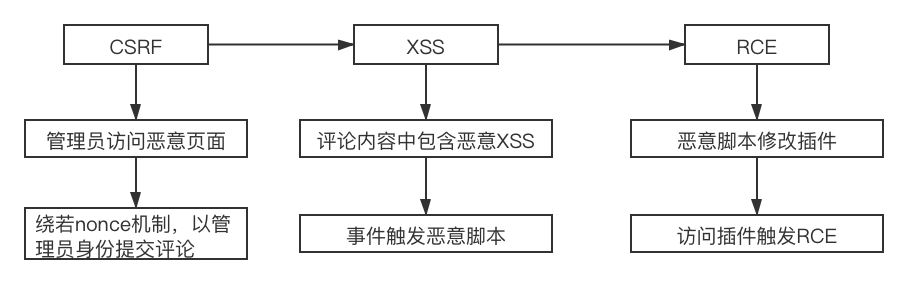 CSRF
XSS
RCE
管理员访问恶意页面
评论内容中包含恶意XSS
恶意脚本修改插件
绕若nonce机制，以管
理员身份提交评论
事件触发恶意脚本
访问插件触发RCE